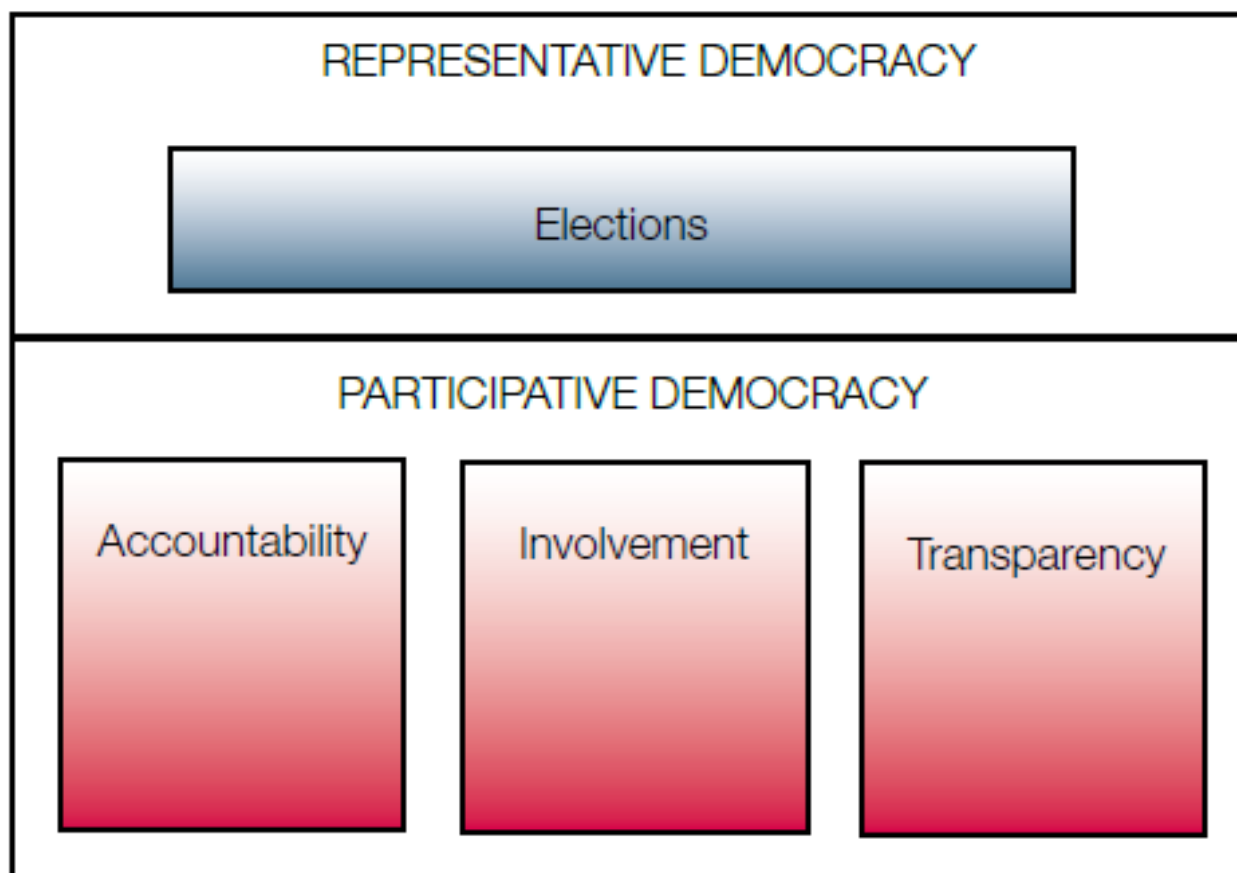 REPRESENTATIVE DEMOCRACY
Elections
PARTICIPATIVE DEMOCRACY
Accountability
Involvement
Transparency